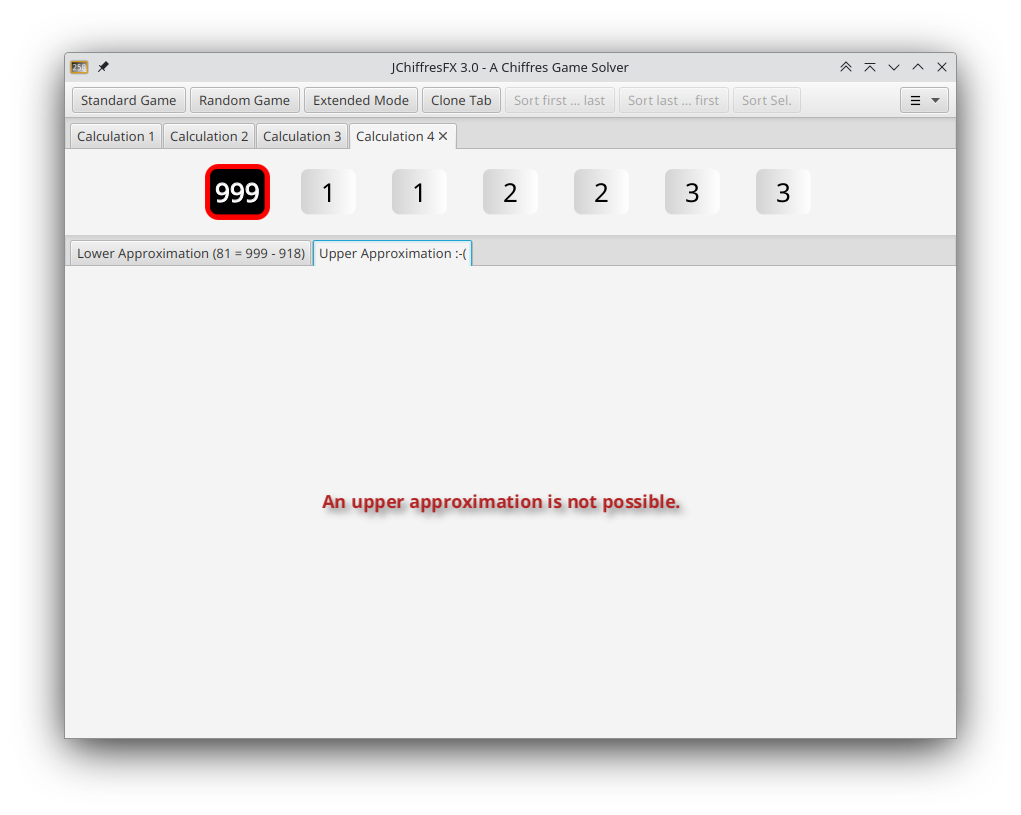 JChiffresFX 3.0 - A Chiffres Game Solver
Standard Game Random Game Extended Mode Clone Tab Sort first ... last Sort last ... first Sort Sel.
Calculation 1 Calculation 2 Calculation 3 Calculation 4
999 1 1 2 2 3 3
Lower Approximation (81 = 999 - 918) Upper Approximation :-(
An upper approximation is not possible.